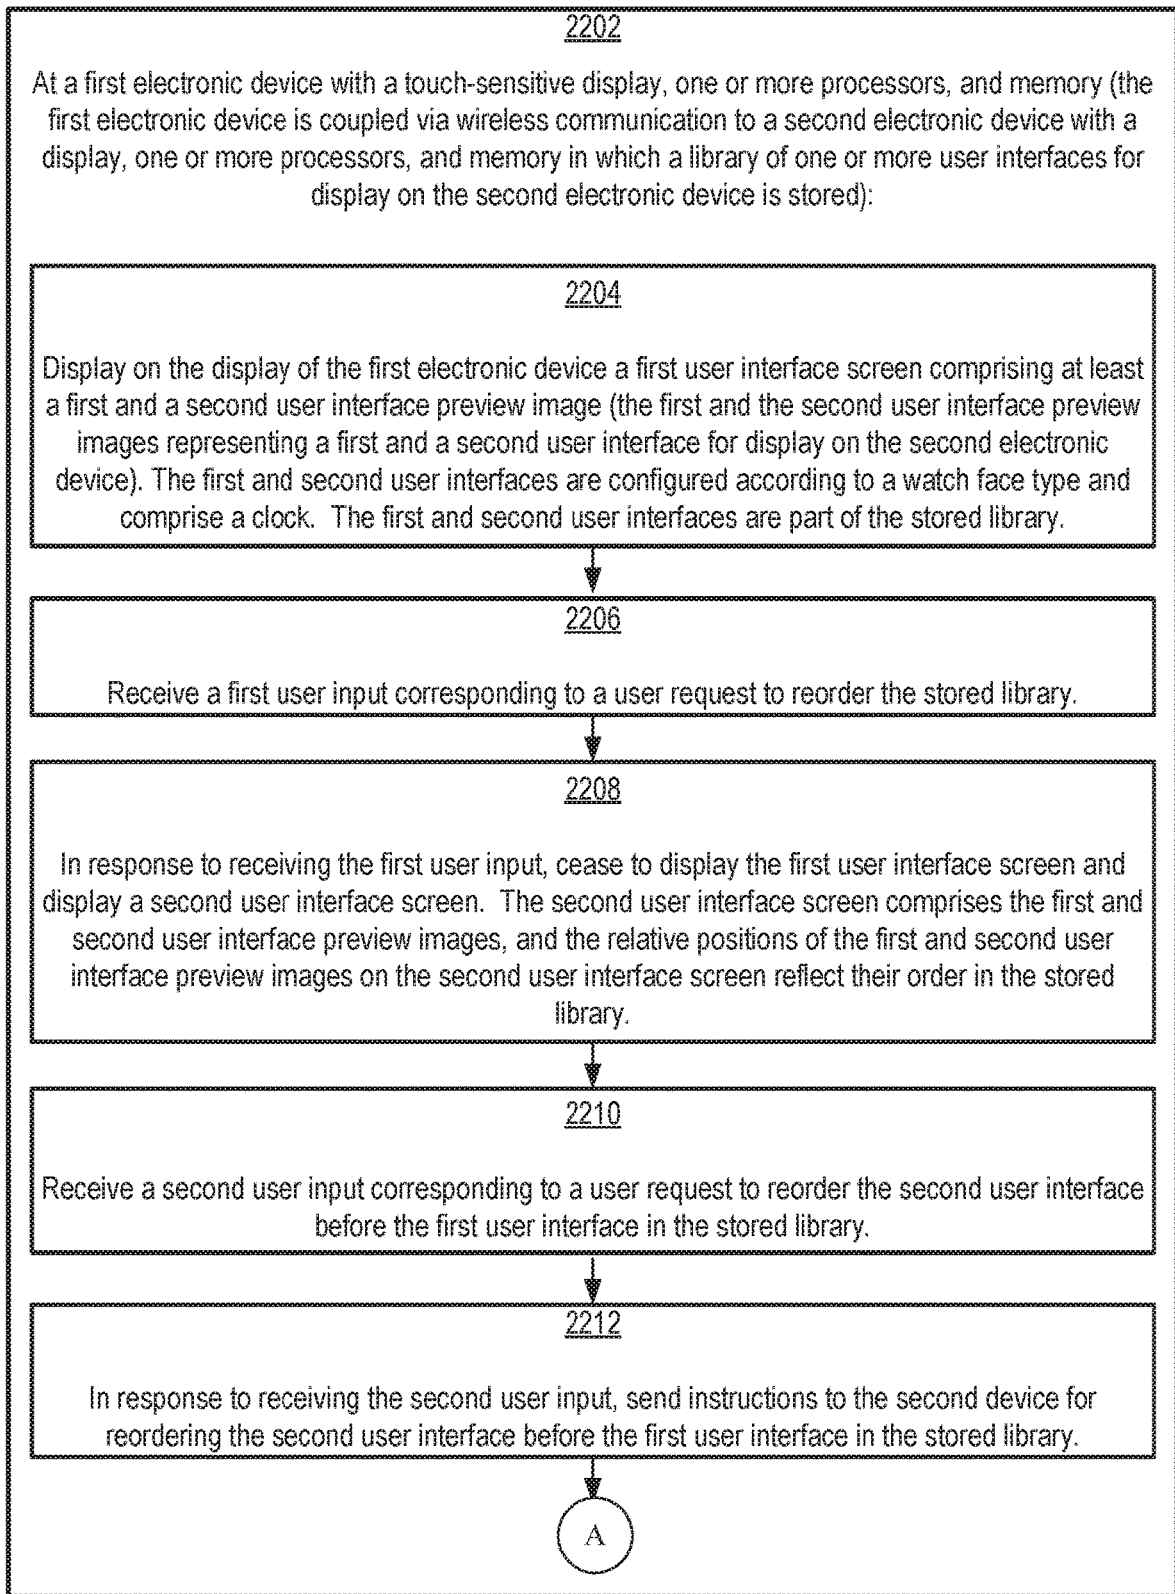 2202
At a first electronic device with a touch-sensitive display, one or more processors, and memory (the
first electronic device is coupled via wireless communication to a second electronic device with a
display, one or more processors, and memory in which a library of one or more user interfaces for
display on the second electronic device is stored):
2204
Display on the display of the first electronic device a first user interface screen comprising at least
a first and a second user interface preview image (the first and the second user interface preview
images representing a first and a second user interface for display on the second electronic
device). The first and second user interfaces are configured according to a watch face type and
comprise a clock. The first and second user interfaces are part of the stored library.
2206
Receive a first user input corresponding to a user request to reorder the stored library.
2208
In response to receiving the first user input, cease to display the first user interface screen and
display a second user interface screen. The second user interface screen comprises the first and
second user interface preview images, and the relative positions of the first and second user
interface preview images on the second user interface screen reflect their order in the stored
library.
2210
Receive a second user input corresponding to a user request to reorder the second user interface
before the first user interface in the stored library.
2212
In response to receiving the second user input, send instructions to the second device for
reordering the second user interface before the first user interface in the stored library.
A